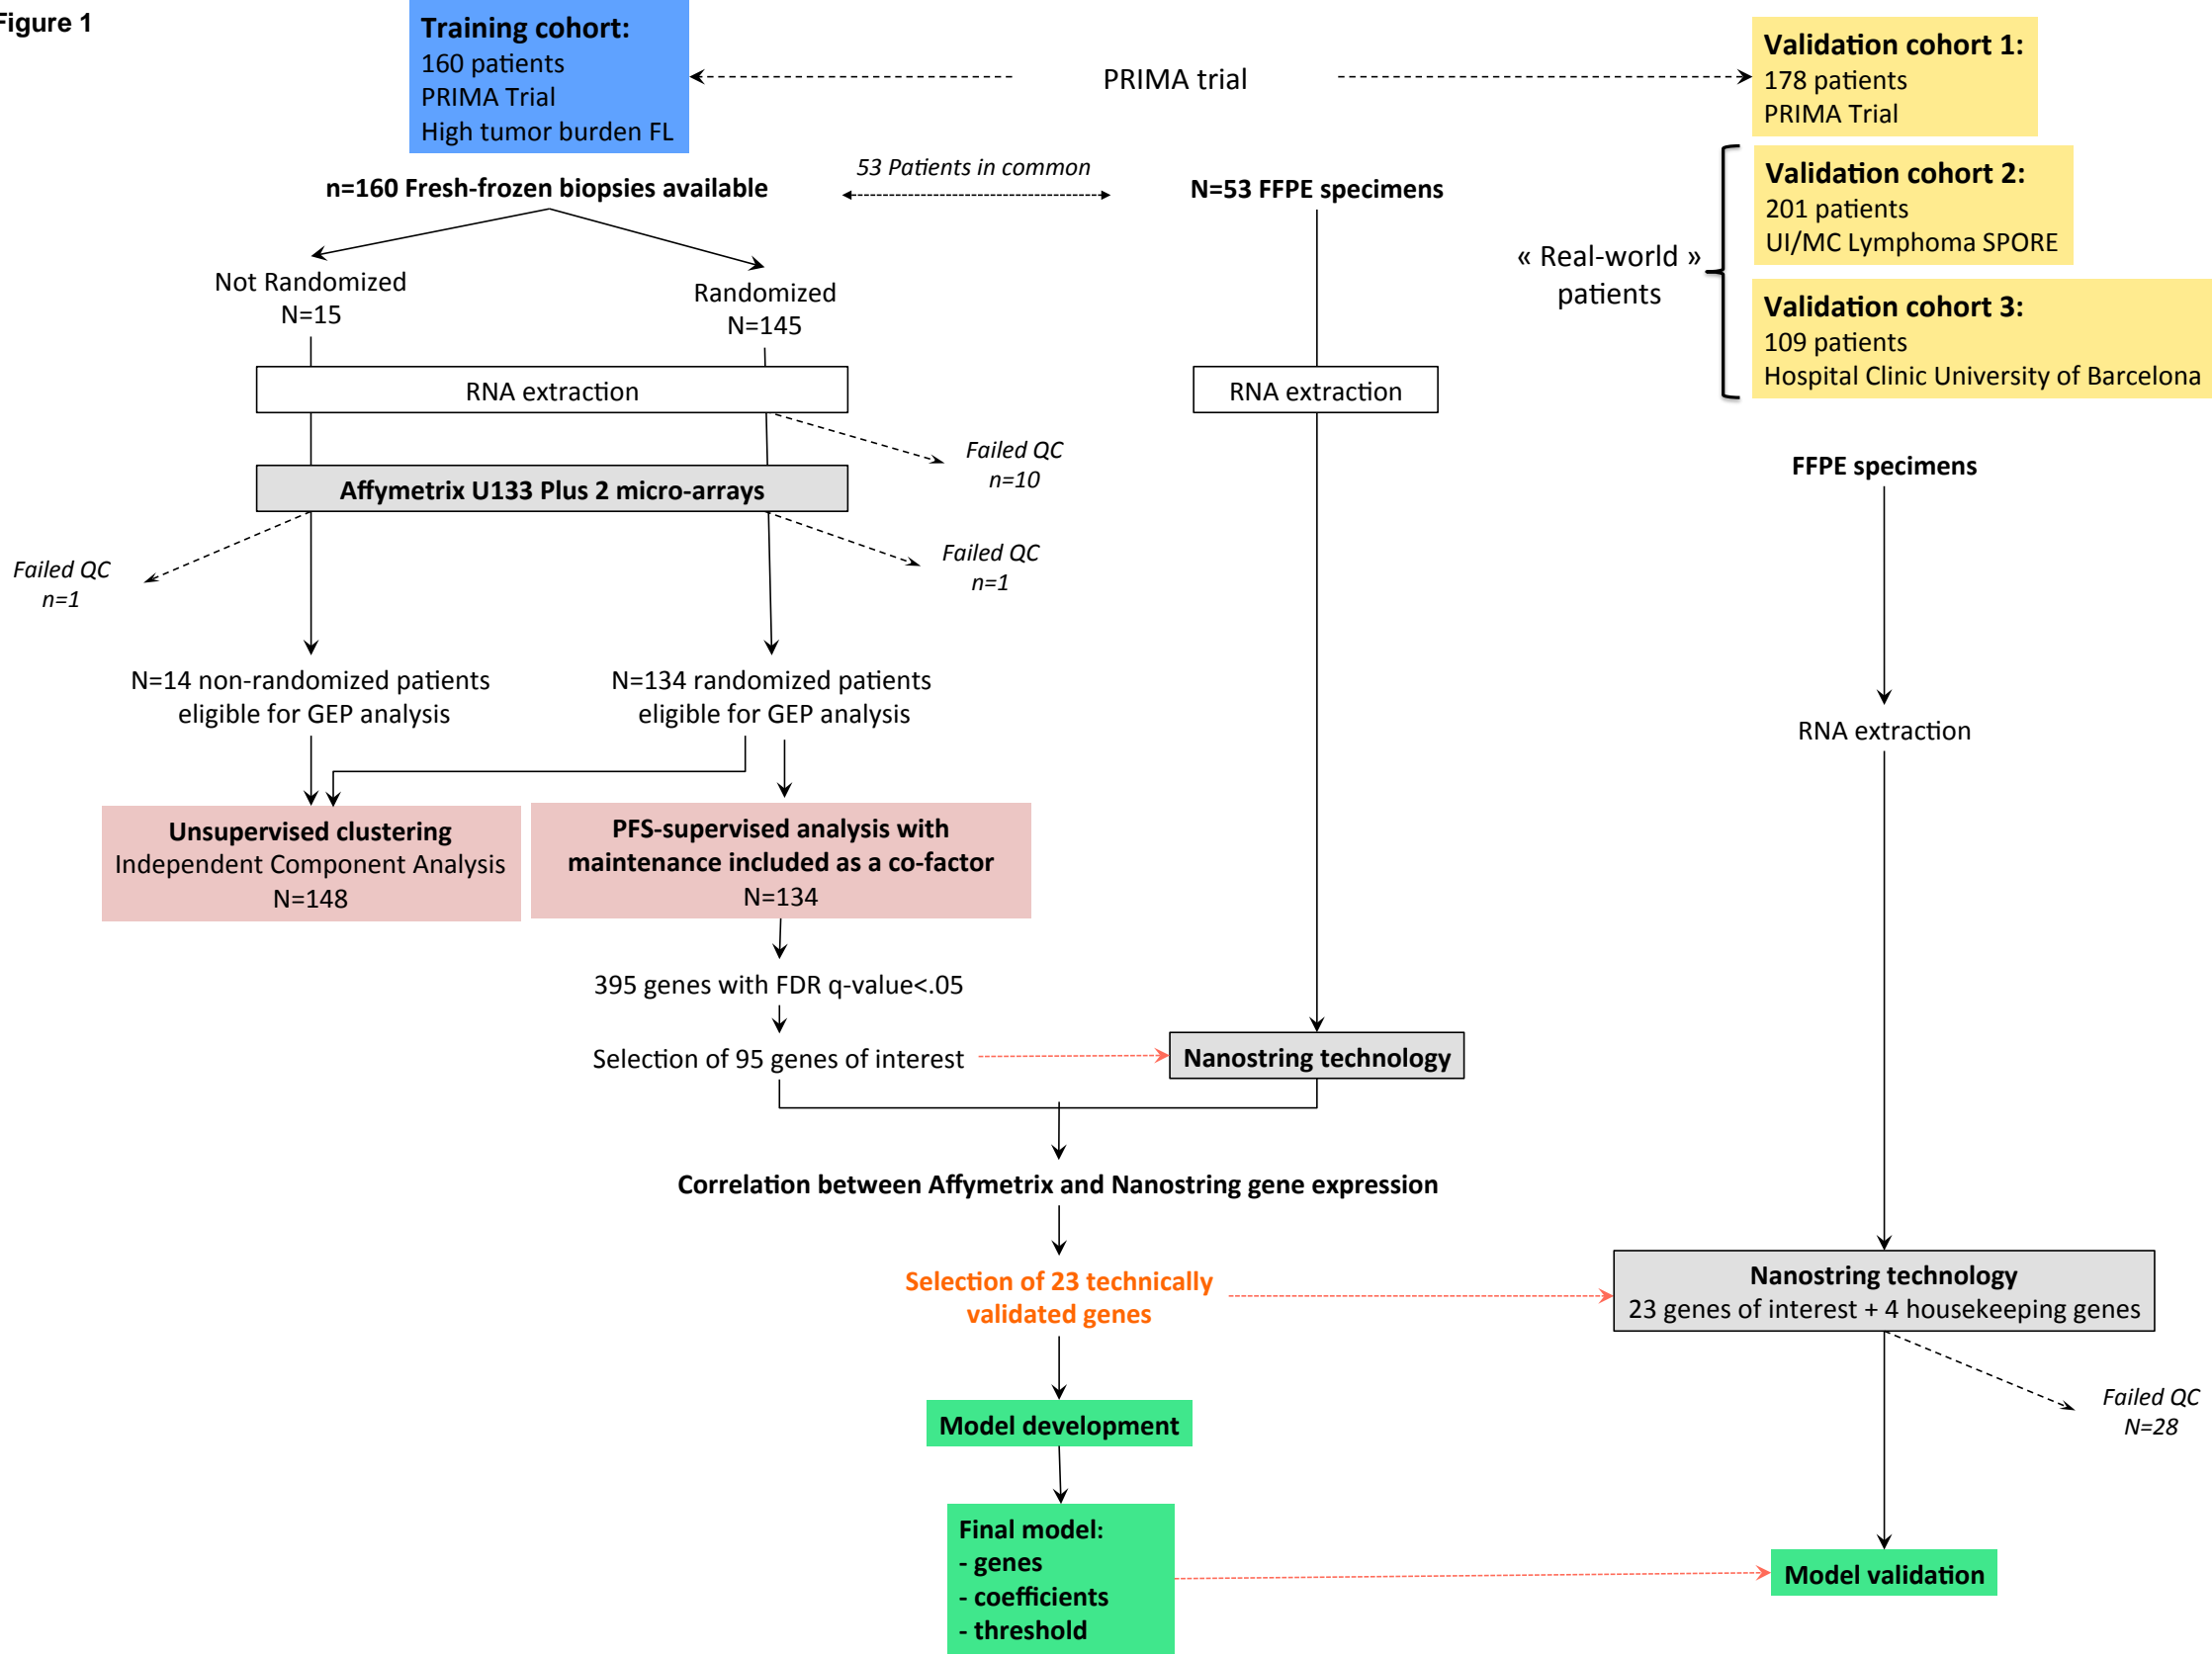 Figure 1
Training cohort:
160 patients
PRIMA Trial
High tumor burden FL
PRIMA trial
Validation cohort 1:
178 patients
PRIMA Trial
Validation cohort 2:
201 patients
UI/MC Lymphoma SPORE
Validation cohort 3:
109 patients
Hospital Clinic University of Barcelona
« Real-world »
patients
n=160 Fresh-frozen biopsies available
53 Patients in common
N=53 FFPE specimens
Not Randomized
N=15
Randomized
N=145
RNA extraction
RNA extraction
Failed QC
n=10
Affymetrix U133 Plus 2 micro-arrays
FFPE specimens
Failed QC
n=1
Failed QC
n=1
N=14 non-randomized patients
eligible for GEP analysis
N=134 randomized patients
eligible for GEP analysis
RNA extraction
Unsupervised clustering
Independent Component Analysis
N=148
PFS-supervised analysis with
maintenance included as a co-factor
N=134
395 genes with FDR q-value<.05
Selection of 95 genes of interest
Nanostring technology
Correlation between Affymetrix and Nanostring gene expression
Selection of 23 technically
validated genes
Nanostring technology
23 genes of interest + 4 housekeeping genes
Failed QC
N=28
Model development
Final model:
- genes
- coefficients
- threshold
Model validation